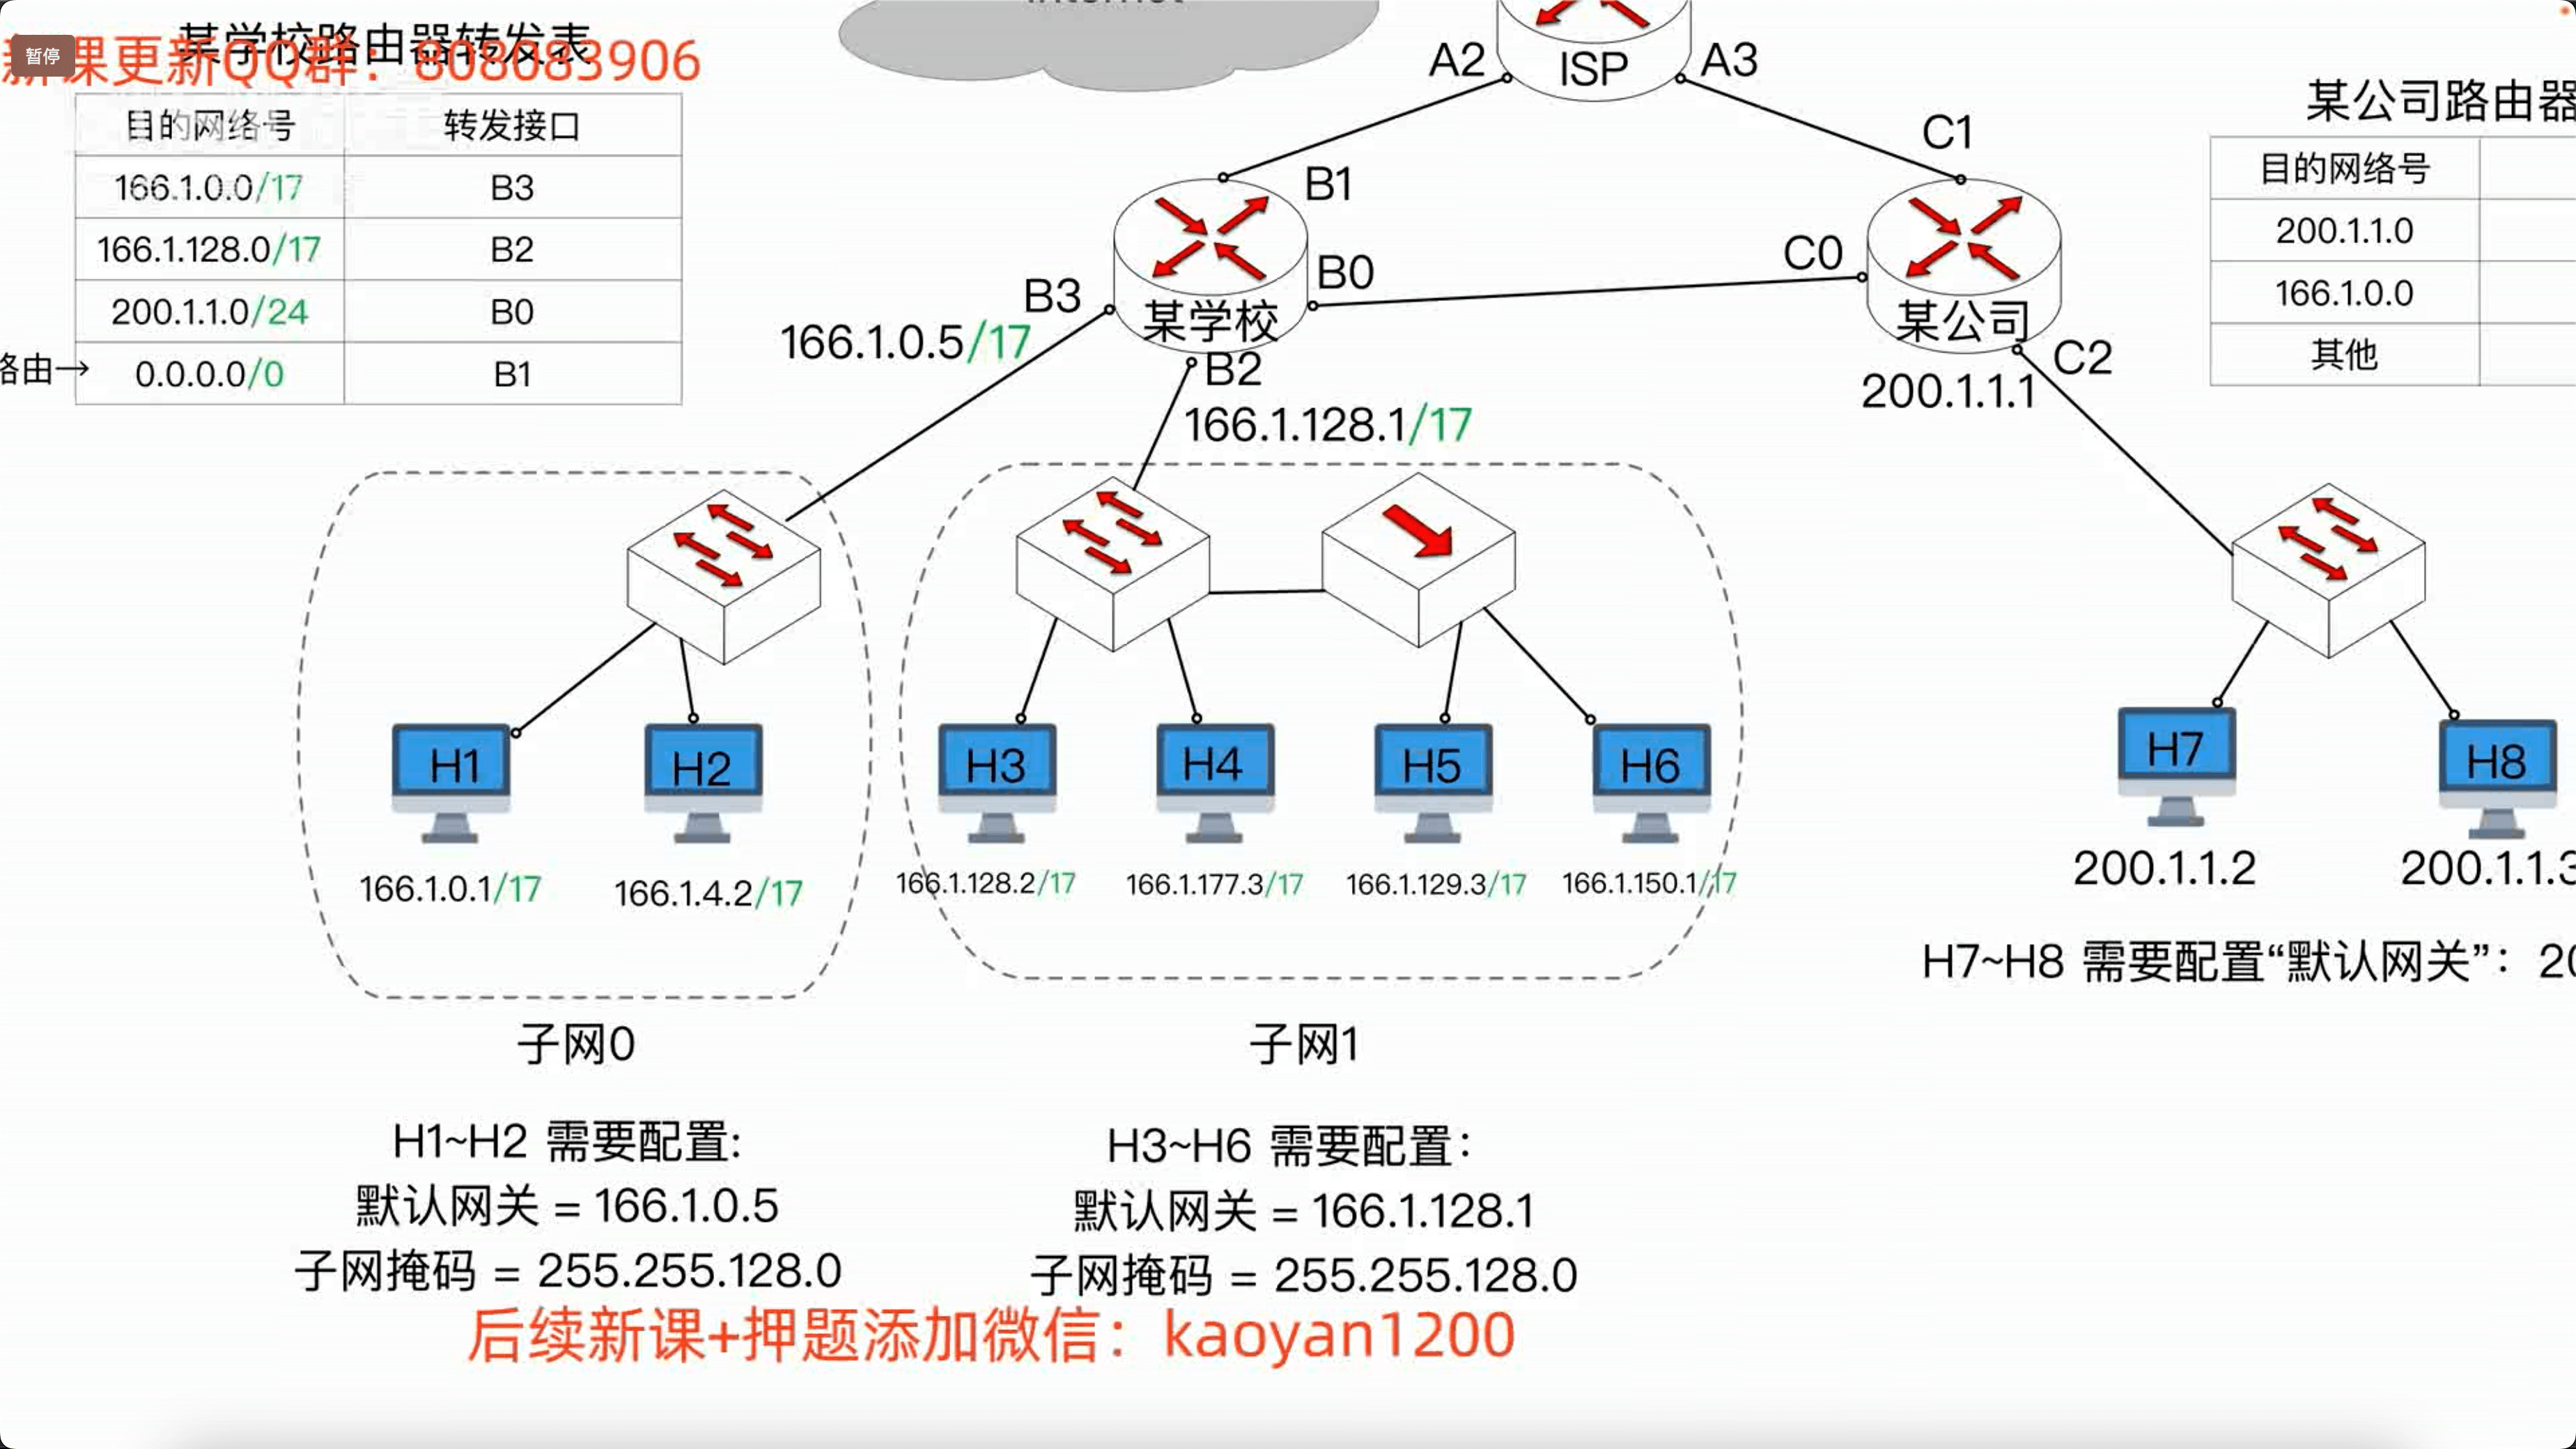 某学校路由器转发表
新课更新QQ群：808083906
暂停
目的网络号 转发接口
166.1.0.0/17 B3
166.1.128.0/17 B2
200.1.1.0/24 B0
路由→ 0.0.0.0/0 B1
ISP
A2
A3
B1
B0
B3
B2
某学校
166.1.0.5/17
166.1.128.1/17
C1
C0
C2
某公司
200.1.1.1
某公司路由器
目的网络号
200.1.1.0
166.1.0.0
其他
H1
H2
H3
H4
H5
H6
H7
H8
166.1.0.1/17
166.1.4.2/17
166.1.128.2/17
166.1.177.3/17
166.1.129.3/17
166.1.150.1/17
200.1.1.2
200.1.1.3
H7~H8 需要配置“默认网关”：20
子网0
子网1
H1~H2 需要配置:
默认网关 = 166.1.0.5
子网掩码 = 255.255.128.0
H3~H6 需要配置：
默认网关 = 166.1.128.1
子网掩码 = 255.255.128.0
后续新课+押题添加微信：kaoyan1200